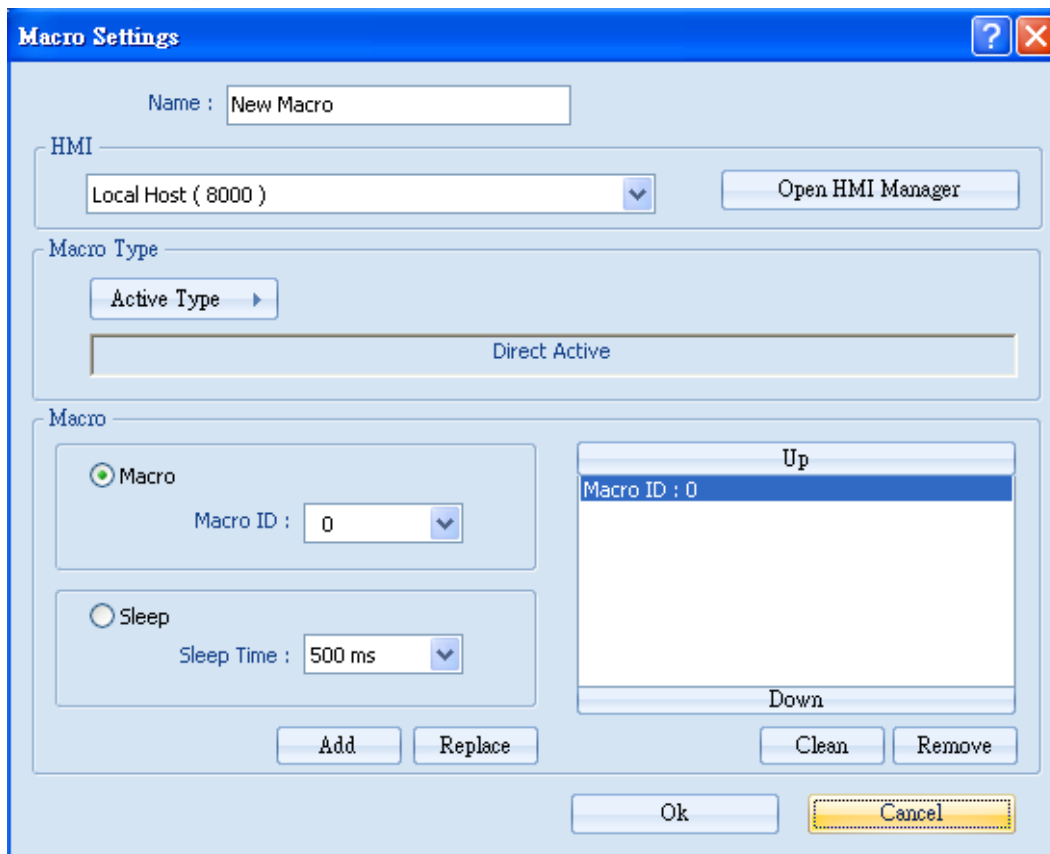 Macro Settings
Name : New Macro
HMI
Local Host ( 8000 )
Open HMI Manager
Macro Type
Active Type
Direct Active
Macro
Macro
Macro ID : 0
Sleep
Sleep Time : 500 ms
Add
Replace
Up
Macro ID : 0
Down
Clean
Remove
Ok
Cancel